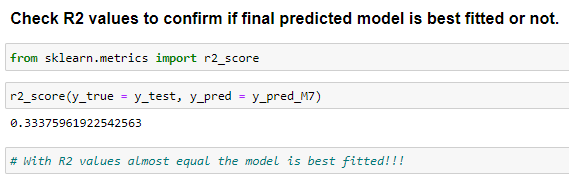 Check R2 values to confirm if final predicted model is best fitted or not.
from sklearn.metrics import r2_score
r2_score(y_true = y_test, y_pred = y_pred_M7)
0.33375961922542563
# With R2 values almost equal the model is best fitted!!!